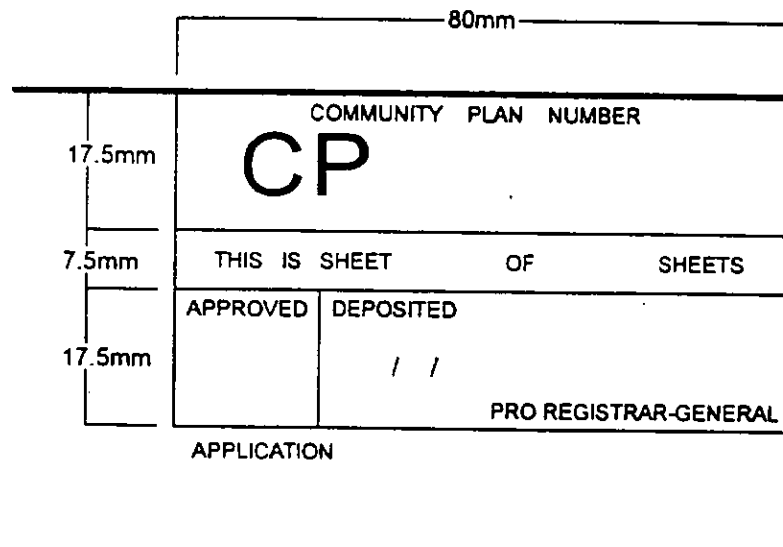 80mm
COMMUNITY PLAN NUMBER
17.5mm
CP
7.5mm
THIS IS SHEET OF SHEETS
APPROVED DEPOSITED
17.5mm
/ /
PRO REGISTRAR-GENERAL
APPLICATION